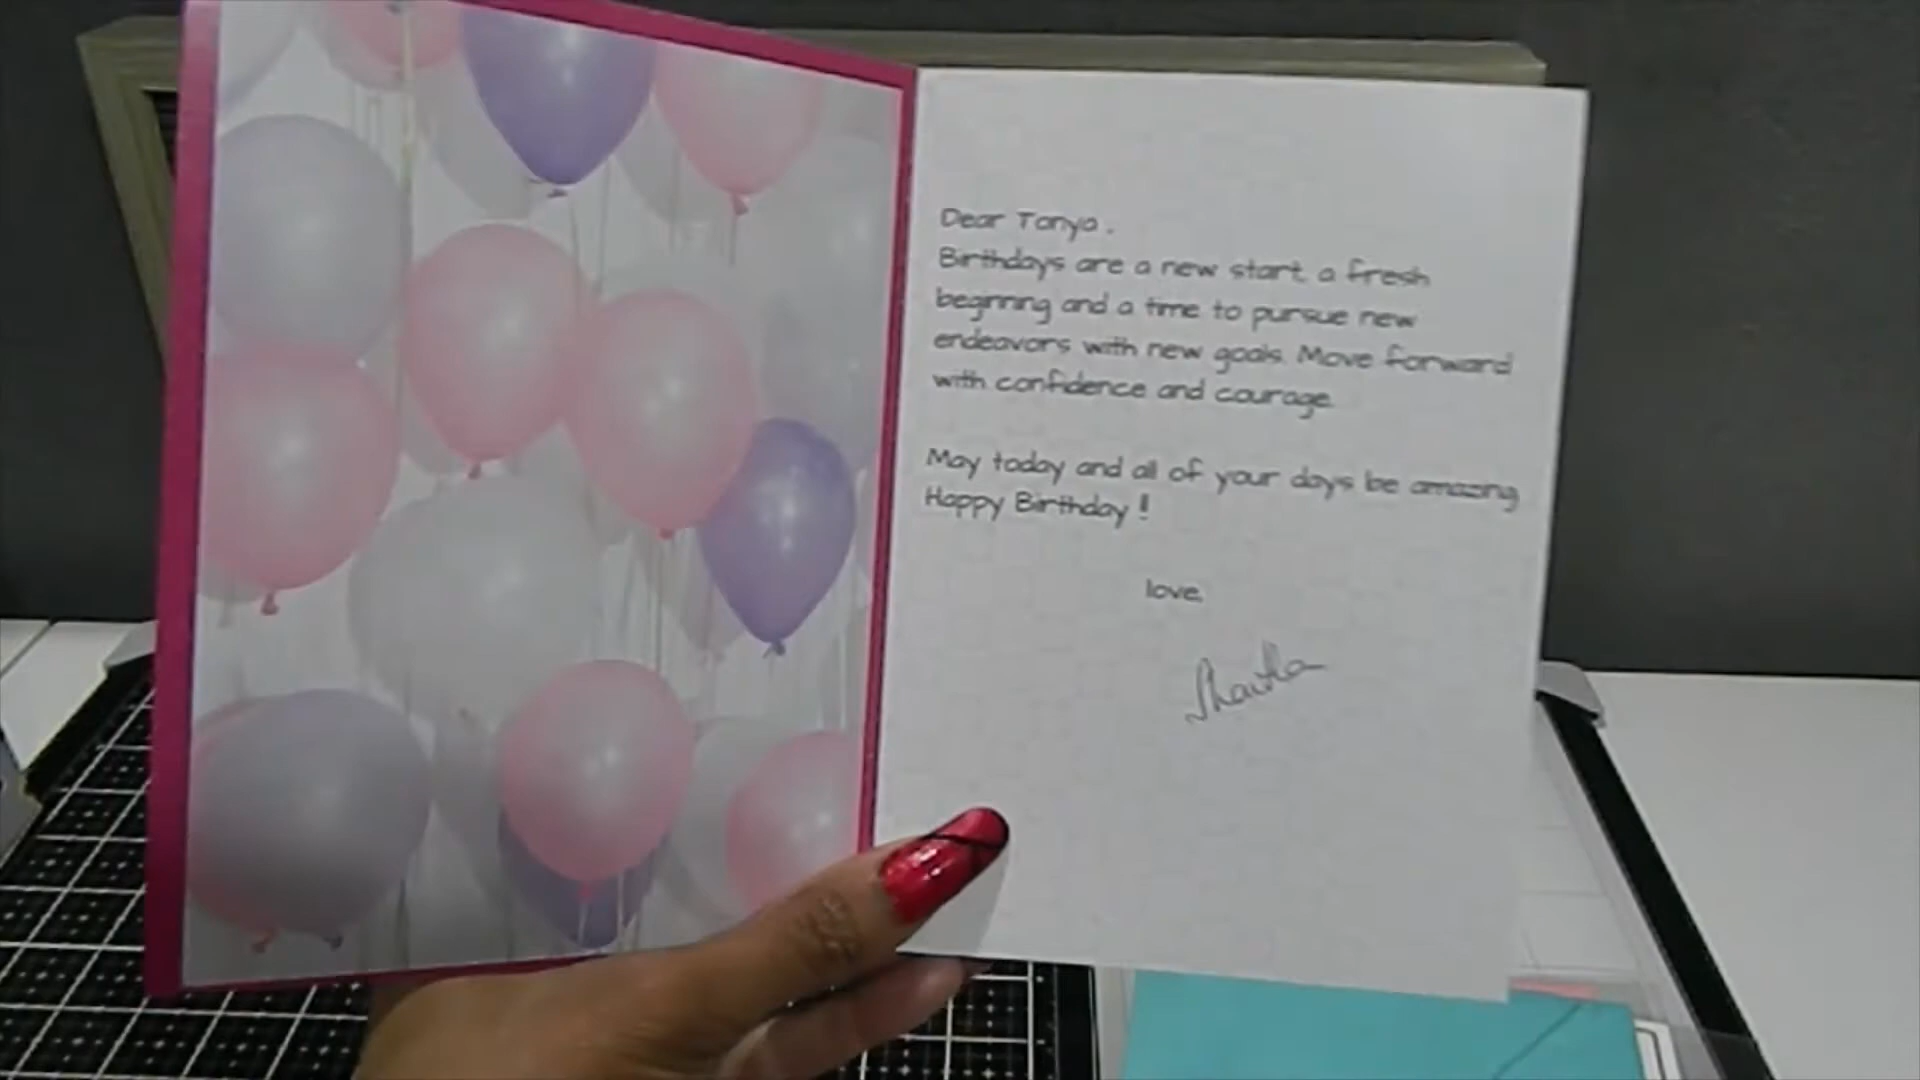 Dear Tanya,
Birthdays are a new start, a fresh
beginning and a time to pursue new
endeavors with new goals. Move forward
with confidence and courage.
May today and all of your days be amazing.
Happy Birthday!
love,